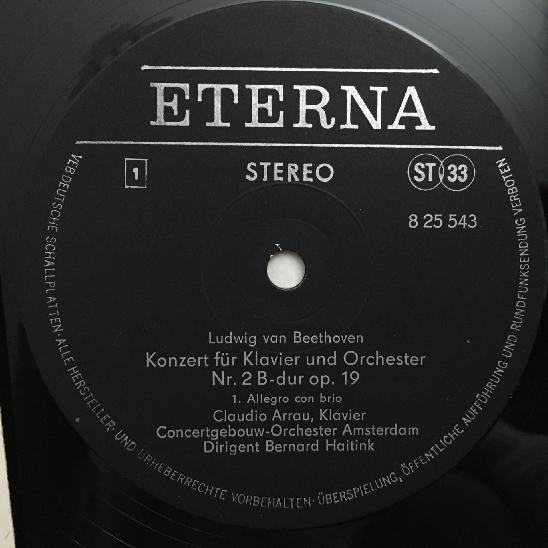 ETERNA
1
STEREO
ST 33
8 25 543
Ludwig van Beethoven
Konzert für Klavier und Orchester
Nr. 2 B-dur op. 19
1. Allegro con brio
Claudio Arrau, Klavier
Concertgebouw-Orchester Amsterdam
Dirigent Bernard Haitink
VEB DEUTSCHE SCHALLPLATTEN · ALLE HERSTELLER- UND URHEBERRECHTE VORBEHALTEN · ÜBERSPIELUNG, ÖFFENTLICHE AUFFÜHRUNG UND RUNDFUNKSENDUNG VERBOTEN